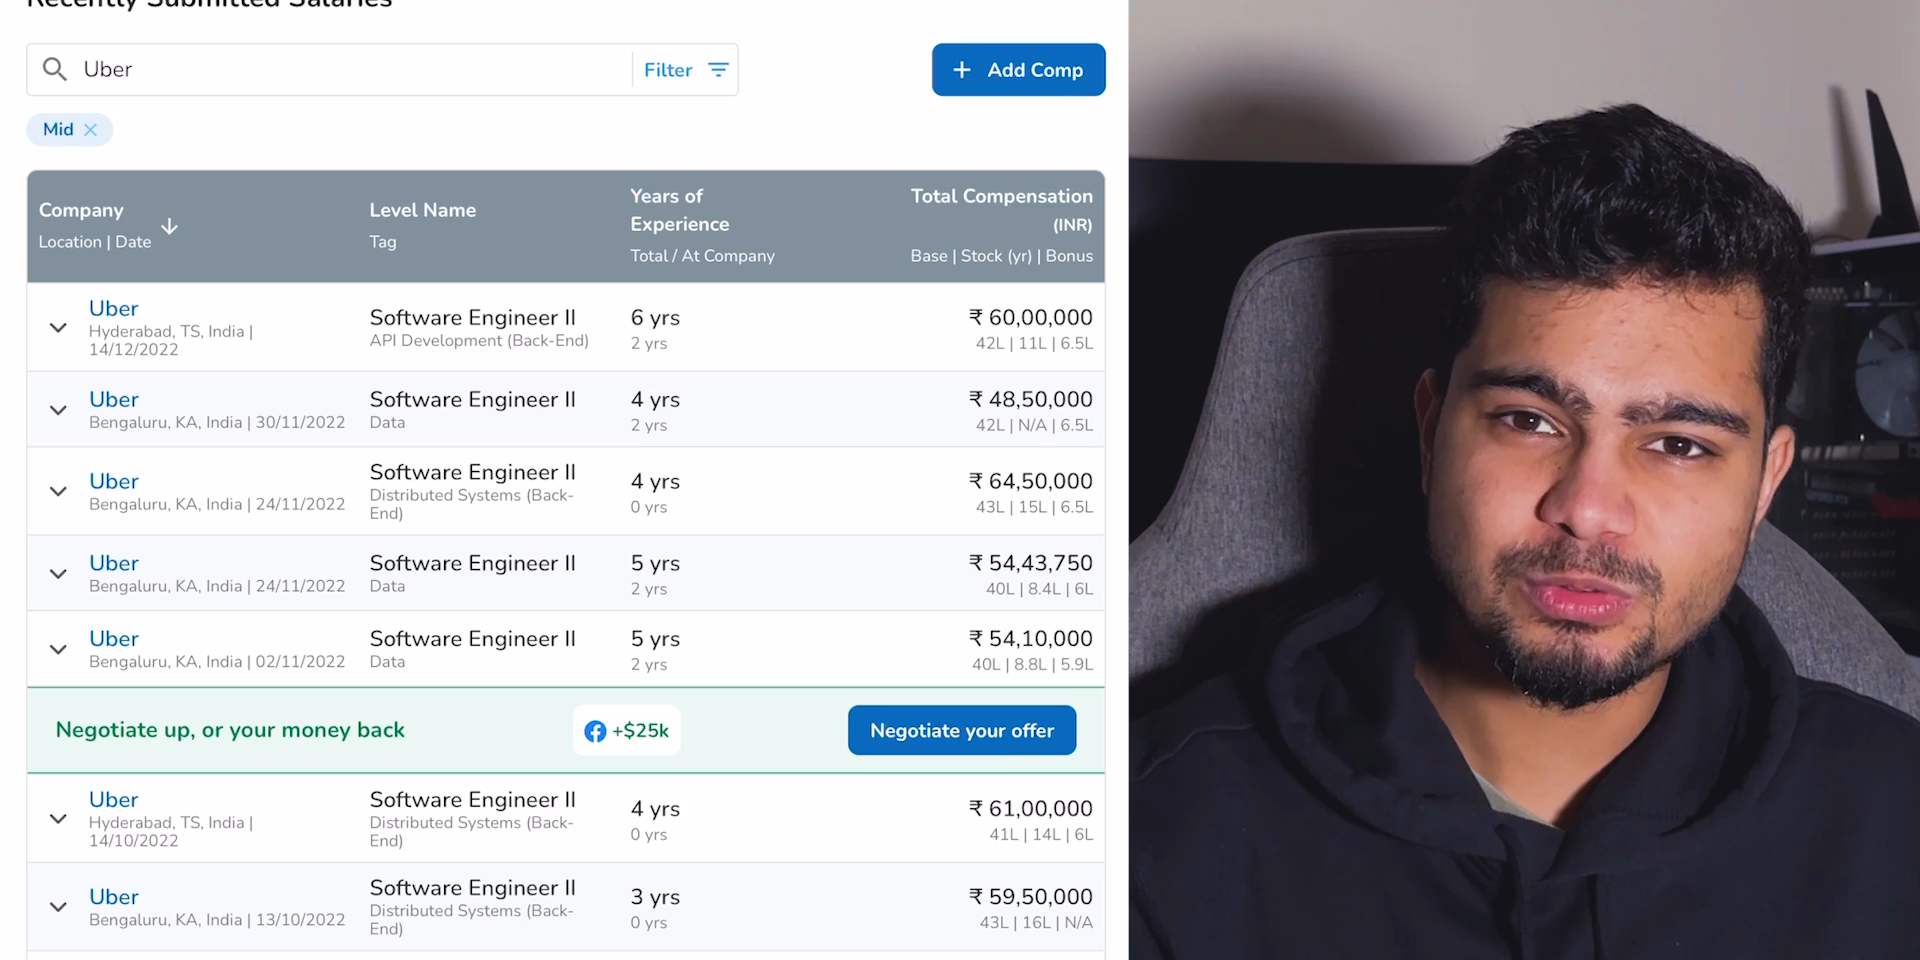 Recently Submitted Salaries
Uber
Filter
+ Add Comp
Mid
Company
Location | Date
Level Name
Tag
Years of
Experience
Total / At Company
Total Compensation
(INR)
Base | Stock (yr) | Bonus
Uber
Hyderabad, TS, India |
14/12/2022
Software Engineer II
API Development (Back-End)
6 yrs
2 yrs
₹ 60,00,000
42L | 11L | 6.5L
Uber
Bengaluru, KA, India | 30/11/2022
Software Engineer II
Data
4 yrs
2 yrs
₹ 48,50,000
42L | N/A | 6.5L
Uber
Bengaluru, KA, India | 24/11/2022
Software Engineer II
Distributed Systems (Back-
End)
4 yrs
0 yrs
₹ 64,50,000
43L | 15L | 6.5L
Uber
Bengaluru, KA, India | 24/11/2022
Software Engineer II
Data
5 yrs
2 yrs
₹ 54,43,750
40L | 8.4L | 6L
Uber
Bengaluru, KA, India | 02/11/2022
Software Engineer II
Data
5 yrs
2 yrs
₹ 54,10,000
40L | 8.8L | 5.9L
Negotiate up, or your money back
+$25k
Negotiate your offer
Uber
Hyderabad, TS, India |
14/10/2022
Software Engineer II
Distributed Systems (Back-
End)
4 yrs
0 yrs
₹ 61,00,000
41L | 14L | 6L
Uber
Bengaluru, KA, India | 13/10/2022
Software Engineer II
Distributed Systems (Back-
End)
3 yrs
0 yrs
₹ 59,50,000
43L | 16L | N/A